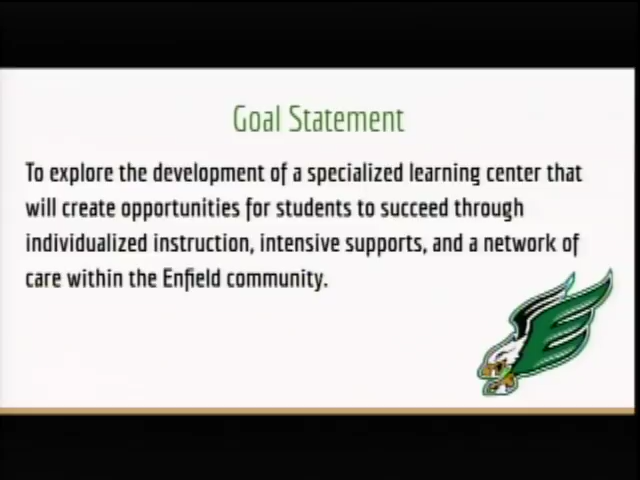 Goal Statement
To explore the development of a specialized learning center that
will create opportunities for students to succeed through
individualized instruction, intensive supports, and a network of
care within the Enfield community.
E